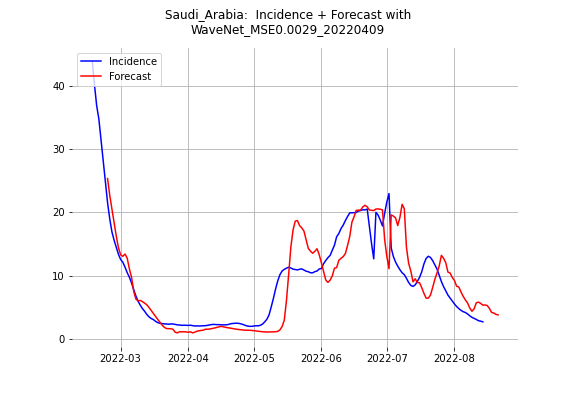 Saudi_Arabia:  Incidence + Forecast with
WaveNet_MSE0.0029_20220409
Incidence
Forecast
40
30
20
10
0
2022-03
2022-04
2022-05
2022-06
2022-07
2022-08